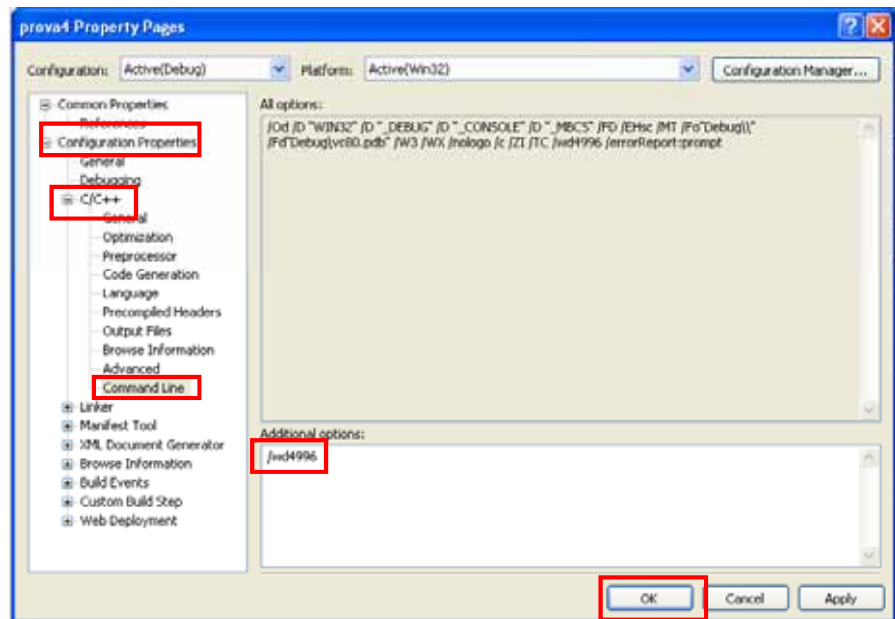 prova4 Property Pages
Configuration: Active(Debug) Platform: Active(Win32) Configuration Manager...
Common Properties
References
Configuration Properties
General
Debugging
C/C++
General
Optimization
Preprocessor
Code Generation
Language
Precompiled Headers
Output Files
Browse Information
Advanced
Command Line
Linker
Manifest Tool
XML Document Generator
Browse Information
Build Events
Custom Build Step
Web Deployment
All options:
/Od /D "WIN32" /D "_DEBUG" /D "_CONSOLE" /D "_MBCS" /FD /EHsc /MT /Fo"Debug\\"
/Fd"Debug\vc80.pdb" /W3 /WX /nologo /c /ZI /TC /wd4996 /errorReport:prompt
Additional options:
/wd4996
OK Cancel Apply